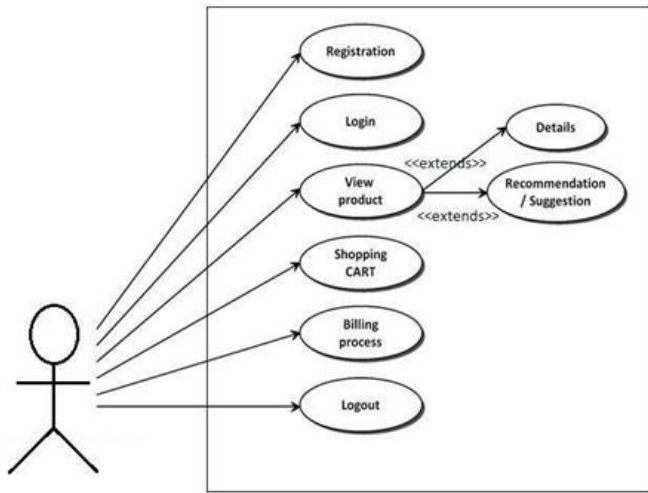 Registration
Login
Details
<<extends>>
View
product
Recommendation
/ Suggestion
<<extends>>
Shopping
CART
Billing
process
Logout